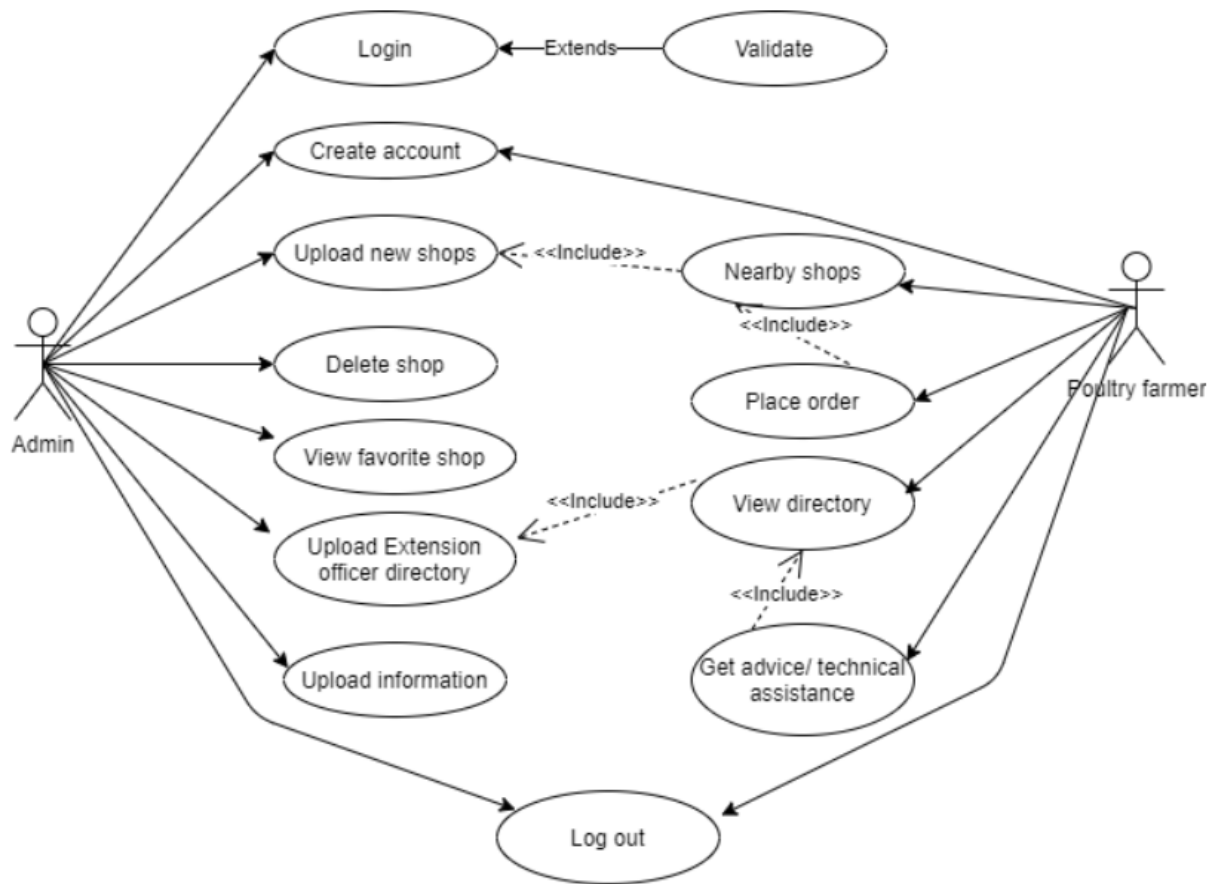 Login
Extends
Validate
Create account
Upload new shops
<<Include>>
Nearby shops
<<Include>>
Delete shop
Place order
Poultry farmer
Admin
View favorite shop
<<Include>>
View directory
Upload Extension
officer directory
<<Include>>
Upload information
Get advice/ technical
assistance
Log out